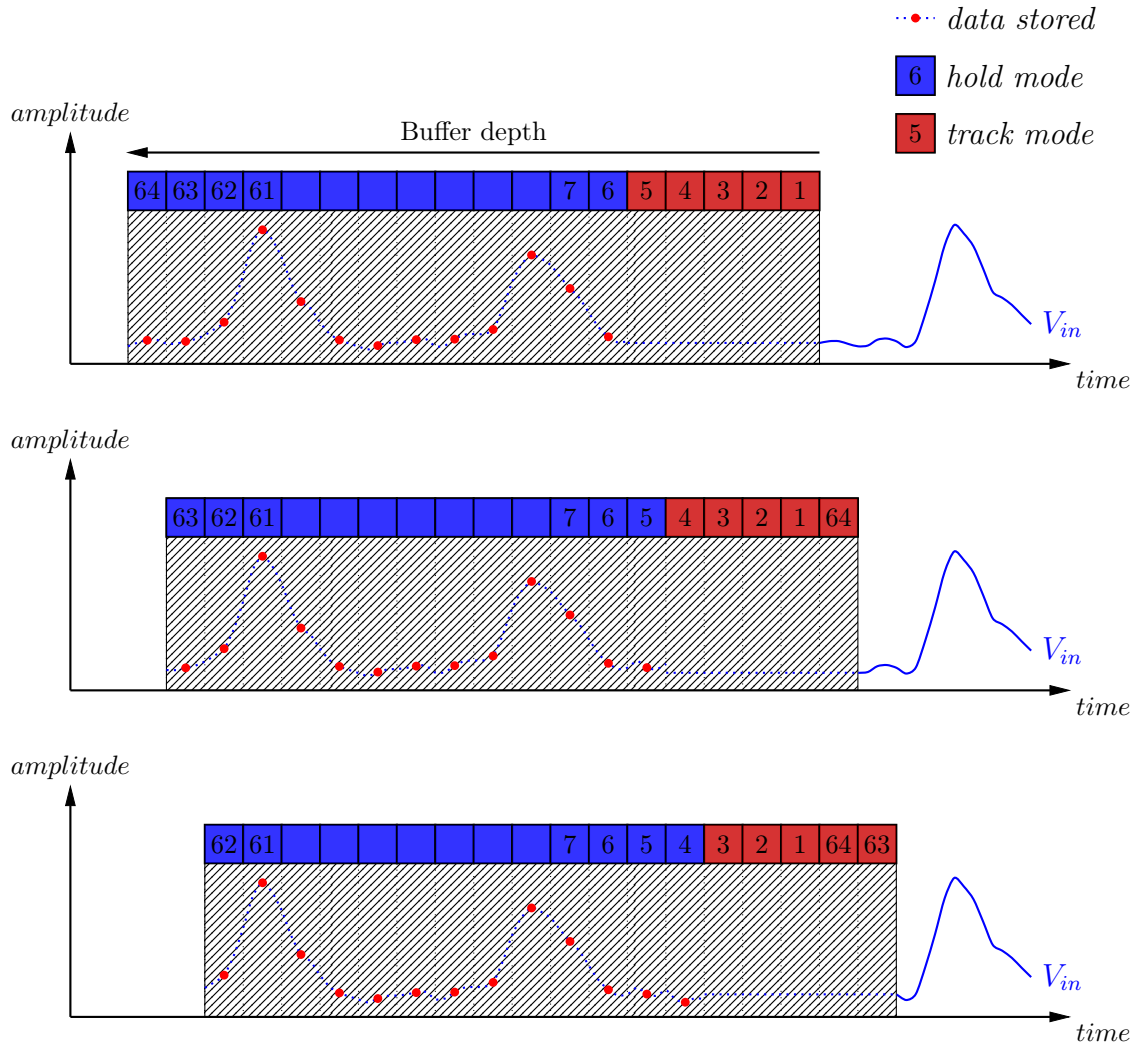 data stored
6 hold mode
5 track mode
amplitude
Buffer depth
64 63 62 61 7 6 5 4 3 2 1
V_in
time
amplitude
63 62 61 7 6 5 4 3 2 1 64
V_in
time
amplitude
62 61 7 6 5 4 3 2 1 64 63
V_in
time